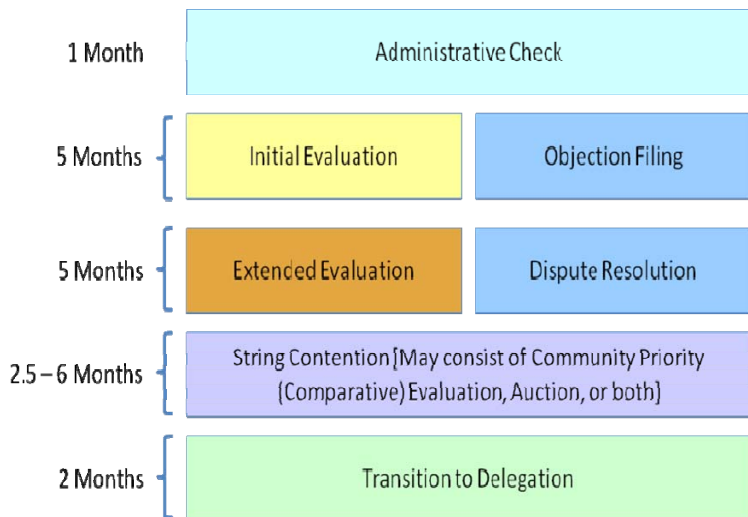 1 Month
Administrative Check
5 Months
Initial Evaluation
Objection Filing
5 Months
Extended Evaluation
Dispute Resolution
2.5 – 6 Months
String Contention [May consist of Community Priority
(Comparative) Evaluation, Auction, or both]
2 Months
Transition to Delegation